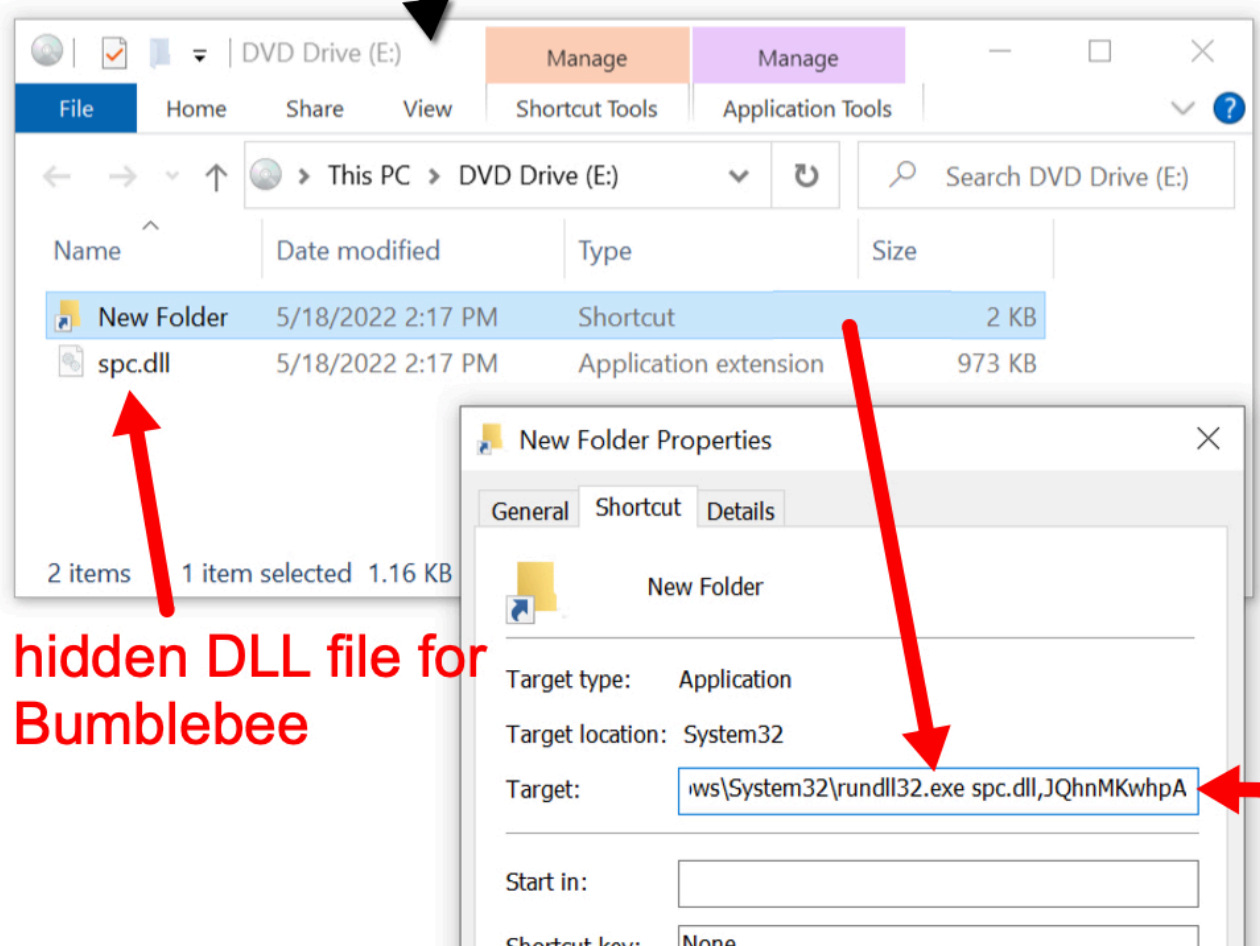 DVD Drive (E:)
Manage
Manage
File
Home
Share
View
Shortcut Tools
Application Tools
?
This PC > DVD Drive (E:)
Search DVD Drive (E:)
Name
Date modified
Type
Size
New Folder 5/18/2022 2:17 PM Shortcut 2 KB
spc.dll 5/18/2022 2:17 PM Application extension 973 KB
2 items 1 item selected 1.16 KB
hidden DLL file for
Bumblebee
New Folder Properties
General Shortcut Details
New Folder
Target type: Application
Target location: System32
Target: ws\System32\rundll32.exe spc.dll,JQhnMKwhpA
Start in:
Shortcut key: None